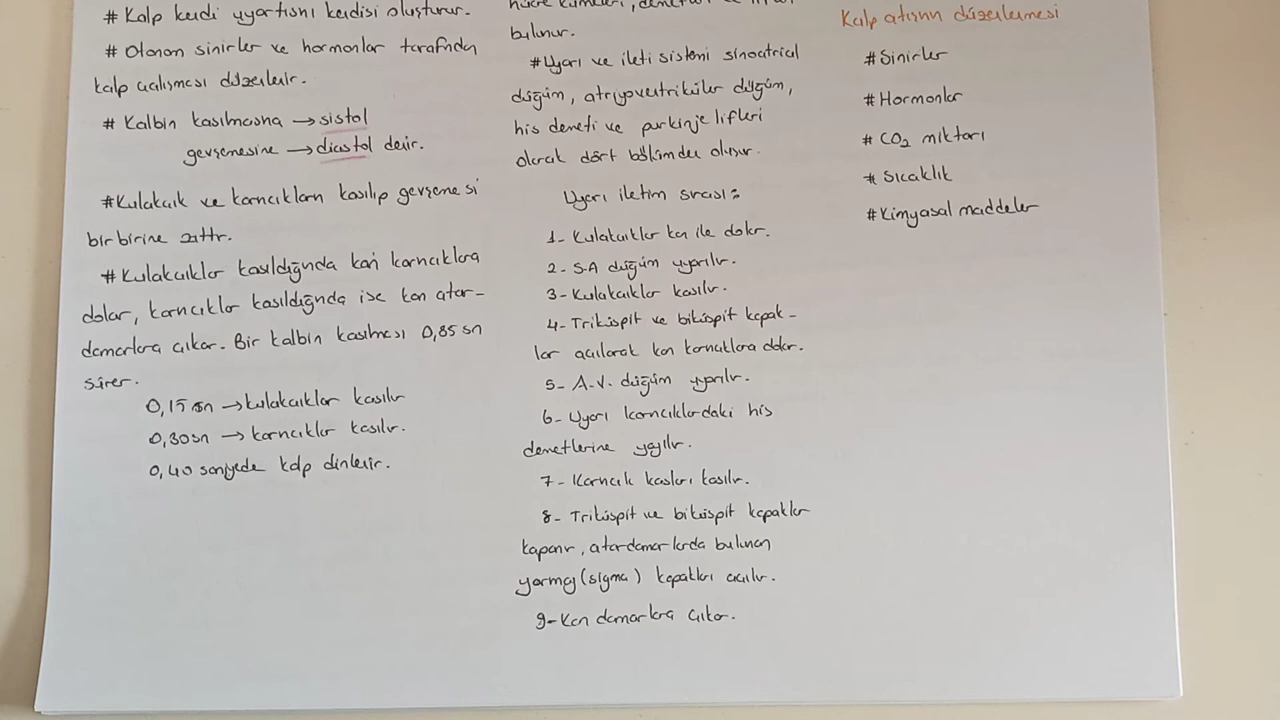 # Kalp kendi uyartısını kendisi oluşturur.
# Otonom sinirler ve hormonlar tarafından
kalp çalışması düzenlenir.
# Kalbin kasılmasına → sistol
gevşemesine → diastol denir.
# Kulakçık ve karıncıkların kasılıp gevşemesi
birbirine zıttır.
# Kulakçıklar kasıldığında kan karıncıklara
dolar, karıncıklar kasıldığında ise kan atar-
damarlara çıkar. Bir kalbin kasılması 0,85 sn
sürer.
0,15 sn → kulakçıklar kasılır
0,30 sn → karıncıklar kasılır.
0,40 saniyede kalp dinlenir.
bulunur.
# Uyarı ve ileti sistemi sinoatrial
düğüm, atriyoventriküler düğüm,
his demeti ve purkinje lifleri
olarak dört bölümden oluşur.
Uyarı iletim sırası:
1- Kulakçıklar kan ile dolar.
2- S.A düğüm uyarılır.
3- Kulakçıklar kasılır.
4- Triküspit ve biküspit kapak-
lar açılarak kan karıncıklara dolar.
5- A.V. düğüm uyarılır.
6- Uyarı karıncıklardaki his
demetlerine yayılır.
7- Karıncık kasları kasılır.
8- Triküspit ve biküspit kapaklar
kapanır, atardamarlarda bulunan
yarımay (sigma) kapakları açılır.
9- Kan damarlara çıkar.
Kalp atışının düzenlenmesi
# Sinirler
# Hormonlar
# CO₂ miktarı
# Sıcaklık
# Kimyasal maddeler